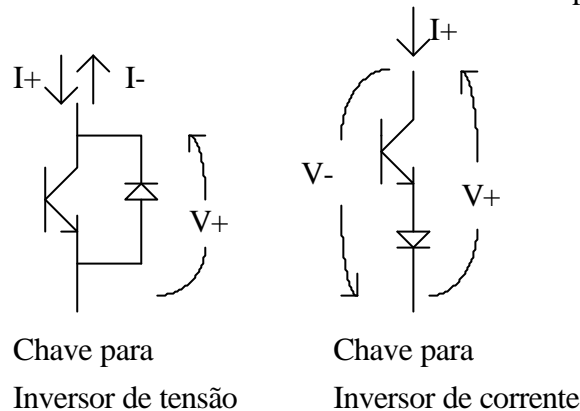 I+
I+
I-
V-
V+
V+
Chave para
Inversor de tensão
Chave para
Inversor de corrente